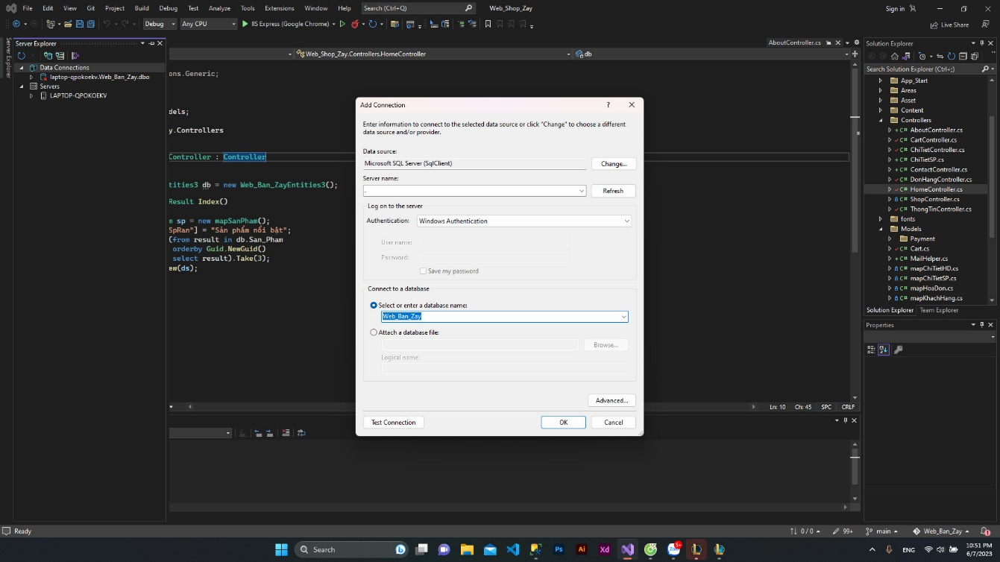 File Edit View Git Project Build Debug Test Analyze Tools Extensions Window Help Search (Ctrl+Q) Web_Shop_Zay Sign in
Debug Any CPU IIS Express (Google Chrome) Live Share
Server Explorer
Server Explorer
Data Connections
laptop-qpokoekv.Web_Ban_Zay.dbo
Servers
LAPTOP-QPOKOEKV
AboutController.cs
Web_Shop_Zay.Controllers.HomeController db
ons.Generic;
dels;
y.Controllers
Controller : Controller
tities3 db = new Web_Ban_ZayEntities3();
Result Index()
m sp = new mapSanPham();
SpRan"] = "Sản phẩm nổi bật";
(from result in db.San_Pham
orderby Guid.NewGuid()
select result).Take(3);
ew(ds);
Ln: 10 Ch: 45 SPC CRLF
Add Connection ?
Enter information to connect to the selected data source or click "Change" to choose a different
data source and/or provider.
Data source:
Microsoft SQL Server (SqlClient) Change...
Server name:
. Refresh
Log on to the server
Authentication: Windows Authentication
User name:
Password:
Save my password
Connect to a database
Select or enter a database name:
Web_Ban_Zay
Attach a database file:
Browse...
Logical name:
Advanced...
Test Connection OK Cancel
Solution Explorer
Search Solution Explorer (Ctrl+;)
App_Start
Areas
Asset
Content
Controllers
C# AboutController.cs
C# CartController.cs
C# ChiTietController.cs
C# ChiTietSP.cs
C# ContactController.cs
C# DonHangController.cs
C# HomeController.cs
C# ShopController.cs
C# ThongTinController.cs
fonts
Models
Payment
C# Cart.cs
C# MailHelper.cs
C# mapChiTietHD.cs
C# mapChiTietSP.cs
C# mapHoaDon.cs
C# mapKhachHang.cs
Solution Explorer Team Explorer
Properties
Ready 0 / 0 99+ main Web_Ban_Zay 1
Search Ps Ai Xd 5+ ENG 10:51 PM
6/7/2023